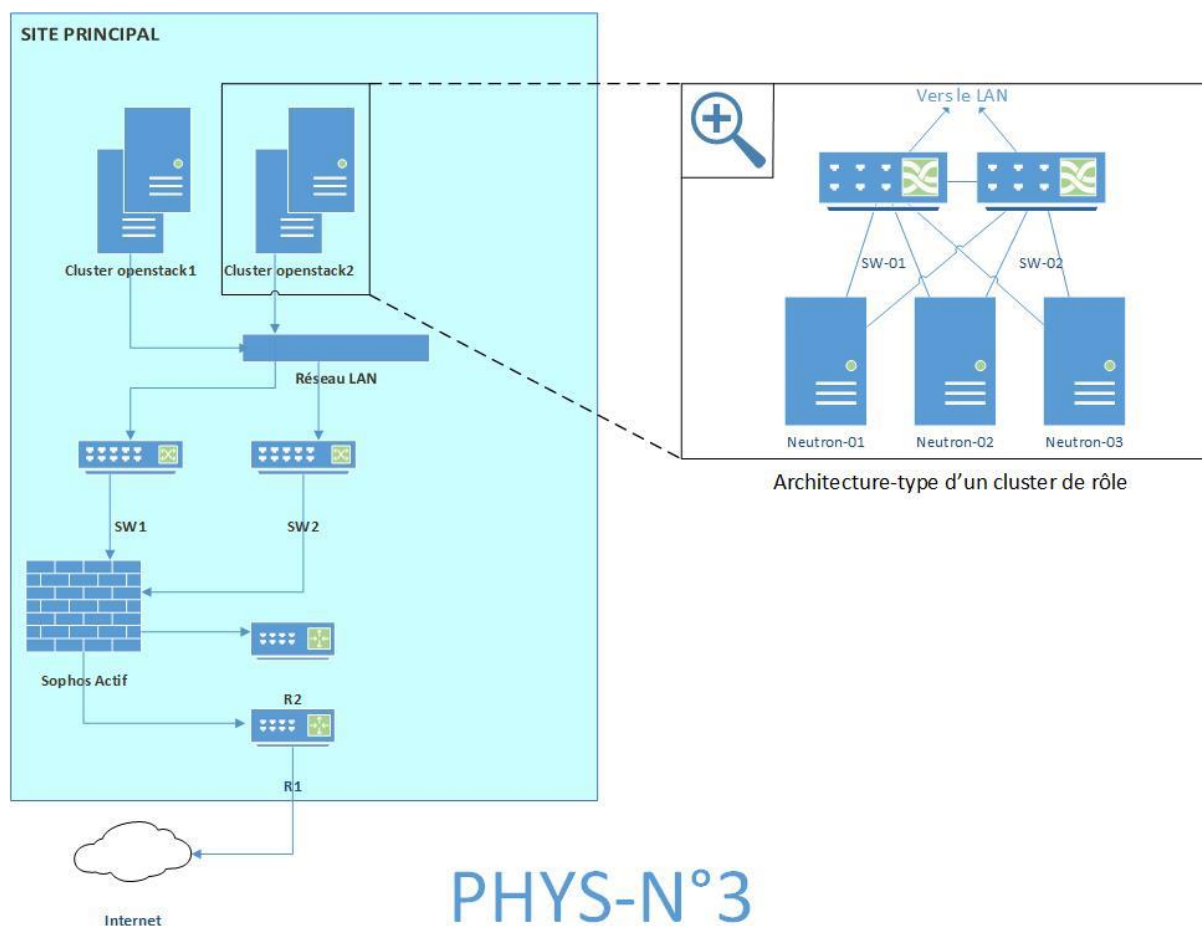 SITE PRINCIPAL
Cluster openstack1
Cluster openstack2
Réseau LAN
SW1
SW2
Sophos Actif
R2
R1
Internet
Vers le LAN
SW-01
SW-02
Neutron-01
Neutron-02
Neutron-03
Architecture-type d’un cluster de rôle
PHYS-N°3